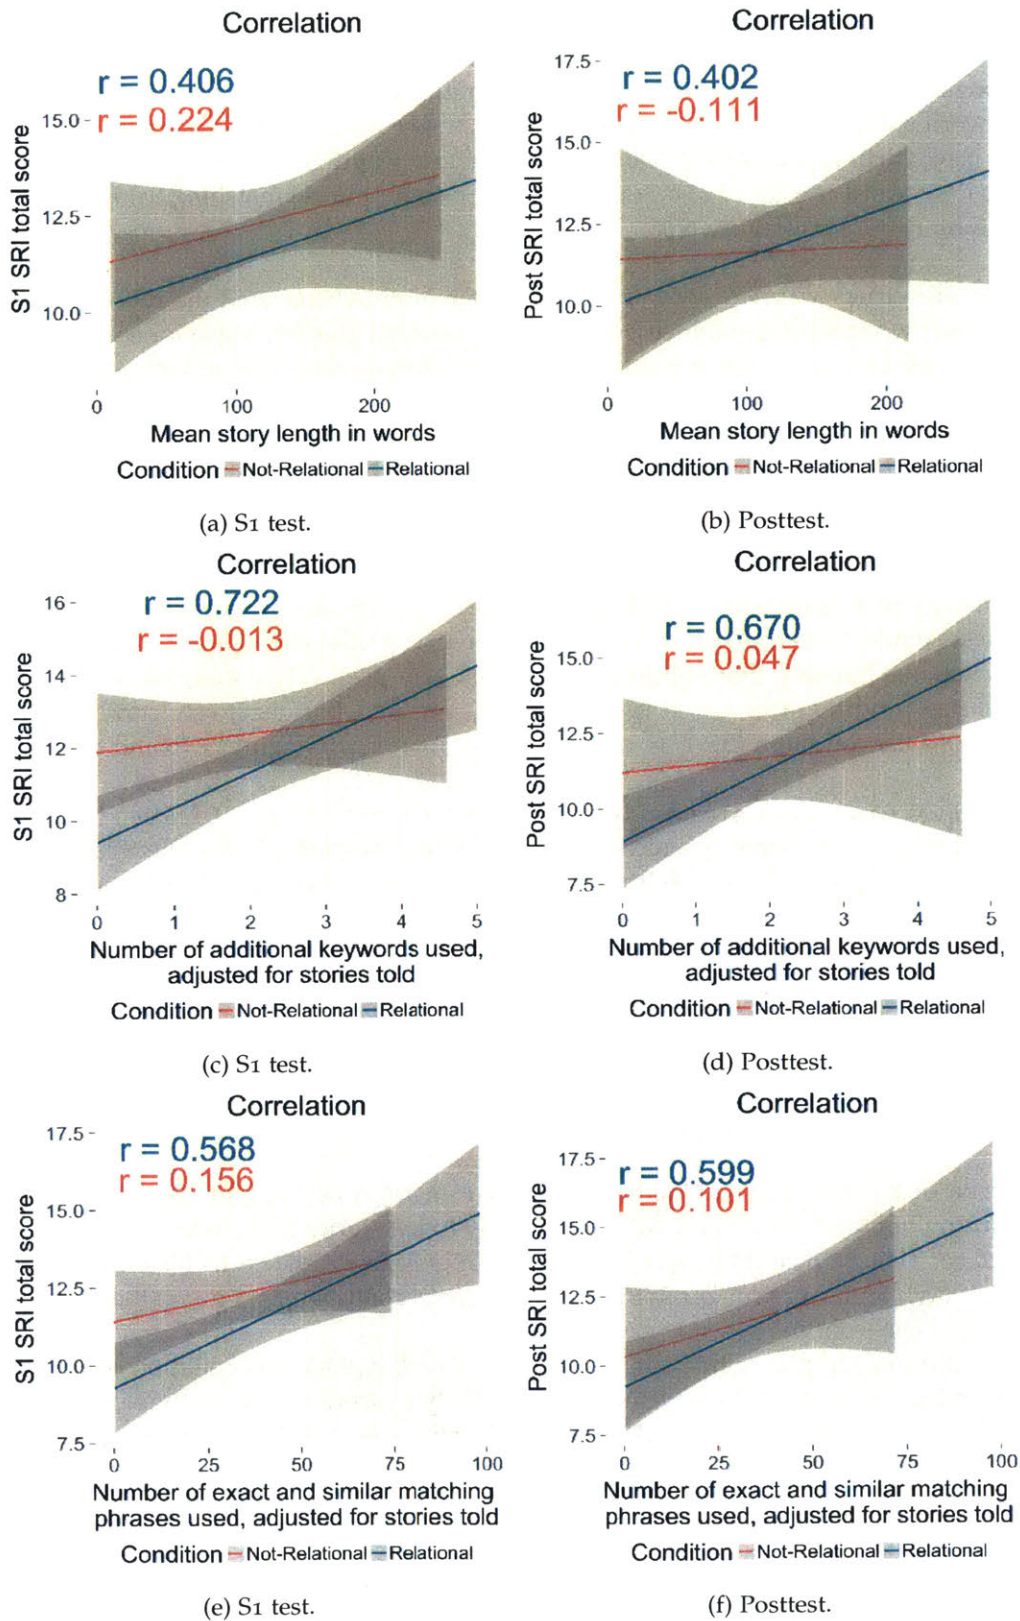 Correlation
r = 0.406
r = 0.224
S1 SRI total score
15.0
12.5
10.0
0
100
200
Mean story length in words
Condition Not-Relational Relational
(a) S1 test.
Correlation
r = 0.402
r = -0.111
Post SRI total score
17.5
15.0
12.5
10.0
0
100
200
Mean story length in words
Condition Not-Relational Relational
(b) Posttest.
Correlation
r = 0.722
r = -0.013
S1 SRI total score
16
14
12
10
8
0
1
2
3
4
5
Number of additional keywords used,
adjusted for stories told
Condition Not-Relational Relational
(c) S1 test.
Correlation
r = 0.670
r = 0.047
Post SRI total score
15.0
12.5
10.0
7.5
0
1
2
3
4
5
Number of additional keywords used,
adjusted for stories told
Condition Not-Relational Relational
(d) Posttest.
Correlation
r = 0.568
r = 0.156
S1 SRI total score
17.5
15.0
12.5
10.0
7.5
0
25
50
75
100
Number of exact and similar matching
phrases used, adjusted for stories told
Condition Not-Relational Relational
(e) S1 test.
Correlation
r = 0.599
r = 0.101
Post SRI total score
17.5
15.0
12.5
10.0
7.5
0
25
50
75
100
Number of exact and similar matching
phrases used, adjusted for stories told
Condition Not-Relational Relational
(f) Posttest.